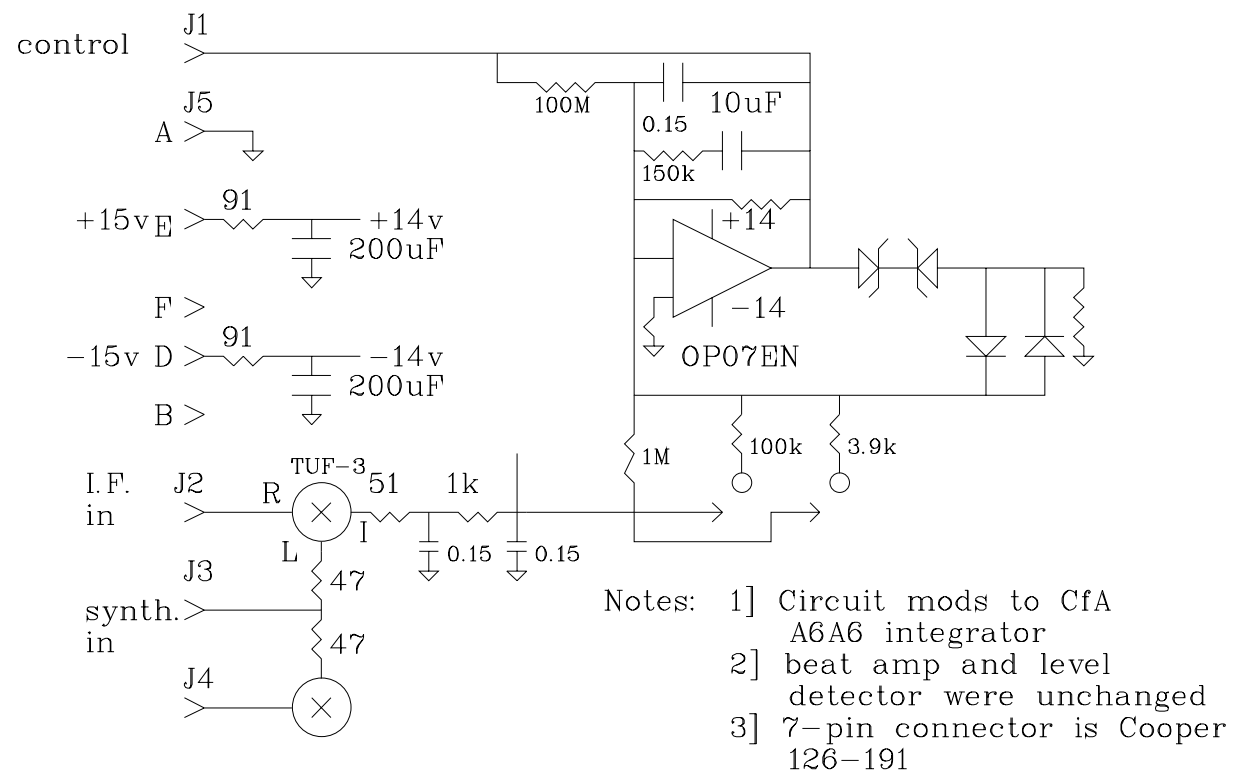 J1
control
100M
10uF
0.15
150k
J5
A
91
+15v E
+14v
200uF
+14
-14
OP07EN
F
91
-15v D
-14v
200uF
B
1M
100k
3.9k
TUF-3
I.F.
in
J2
R
51
1k
I
L
0.15
0.15
47
J3
synth.
in
47
J4
Notes: 1] Circuit mods to CfA
A6A6 integrator
2] beat amp and level
detector were unchanged
3] 7-pin connector is Cooper
126-191